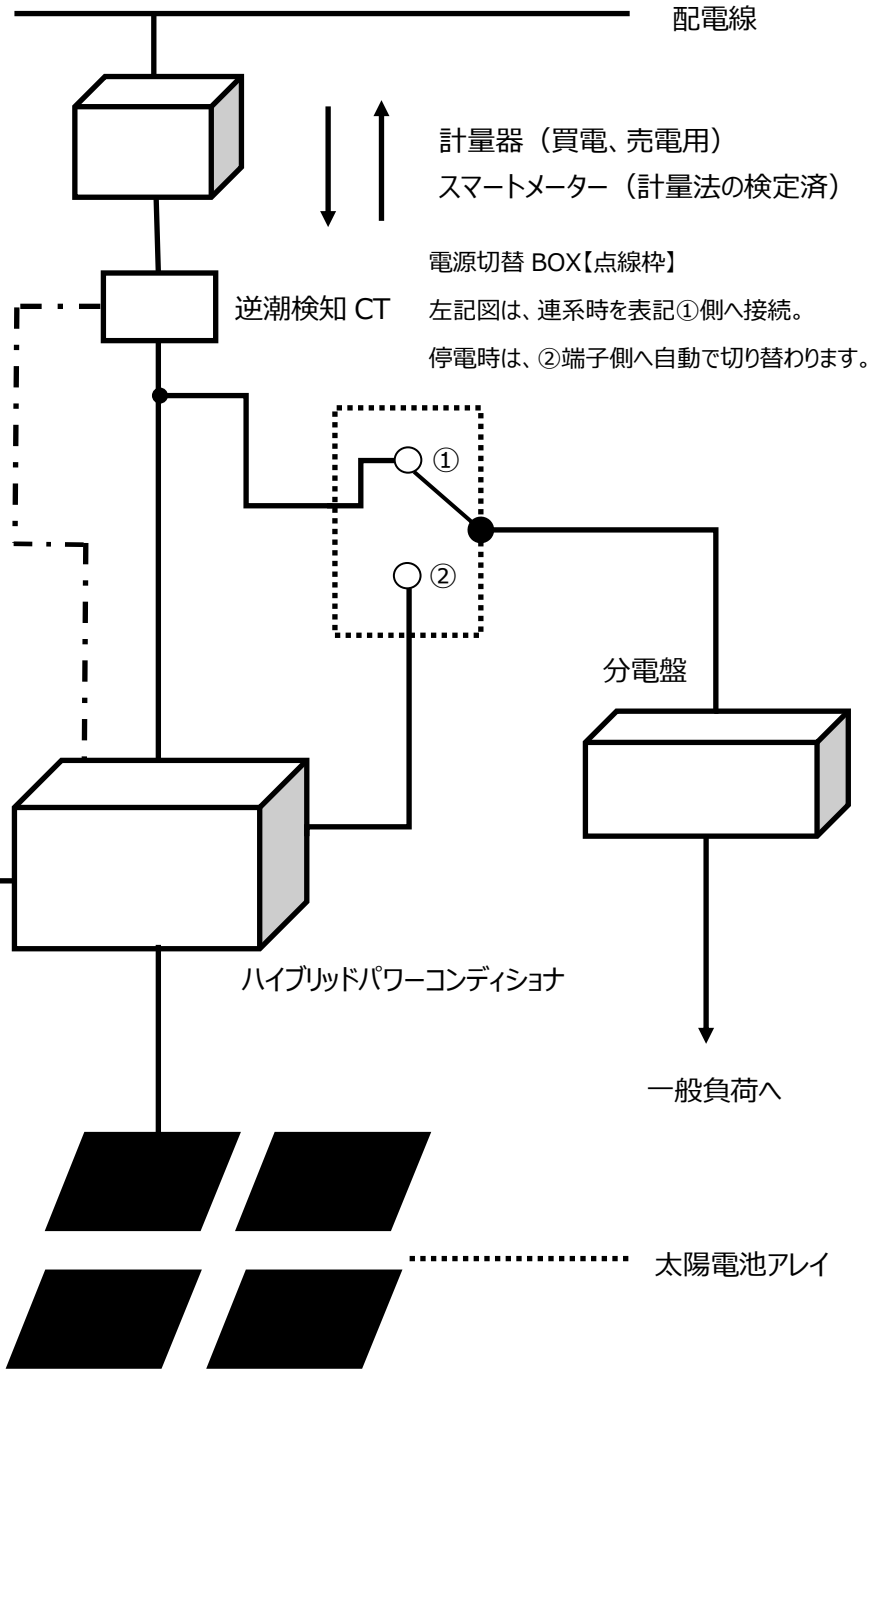 配電線
計量器（買電、売電用）
スマートメーター（計量法の検定済）
電源切替 BOX【点線枠】
逆潮検知 CT
左記図は、連系時を表記①側へ接続。
停電時は、②端子側へ自動で切り替わります。
①
②
分電盤
ハイブリッドパワーコンディショナ
一般負荷へ
太陽電池アレイ